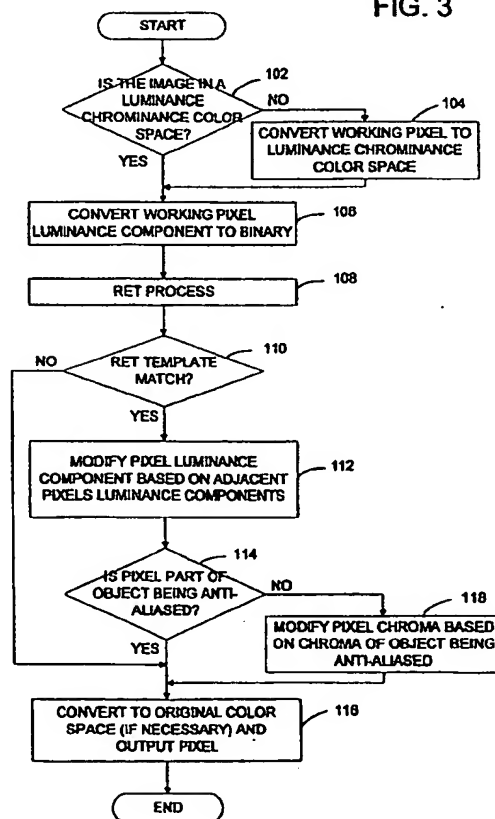 FIG. 3
START
IS THE IMAGE IN A
LUMINANCE
CHROMINANCE COLOR
SPACE?
102
NO
YES
104
CONVERT WORKING PIXEL TO
LUMINANCE CHROMINANCE
COLOR SPACE
106
CONVERT WORKING PIXEL
LUMINANCE COMPONENT TO BINARY
108
RET PROCESS
110
NO
RET TEMPLATE
MATCH?
YES
MODIFY PIXEL LUMINANCE
COMPONENT BASED ON ADJACENT
PIXELS LUMINANCE COMPONENTS
112
114
IS PIXEL PART OF
OBJECT BEING ANTI-
ALIASED?
NO
YES
118
MODIFY PIXEL CHROMA BASED
ON CHROMA OF OBJECT BEING
ANTI-ALIASED
CONVERT TO ORIGINAL COLOR
SPACE (IF NECESSARY) AND
OUTPUT PIXEL
116
END